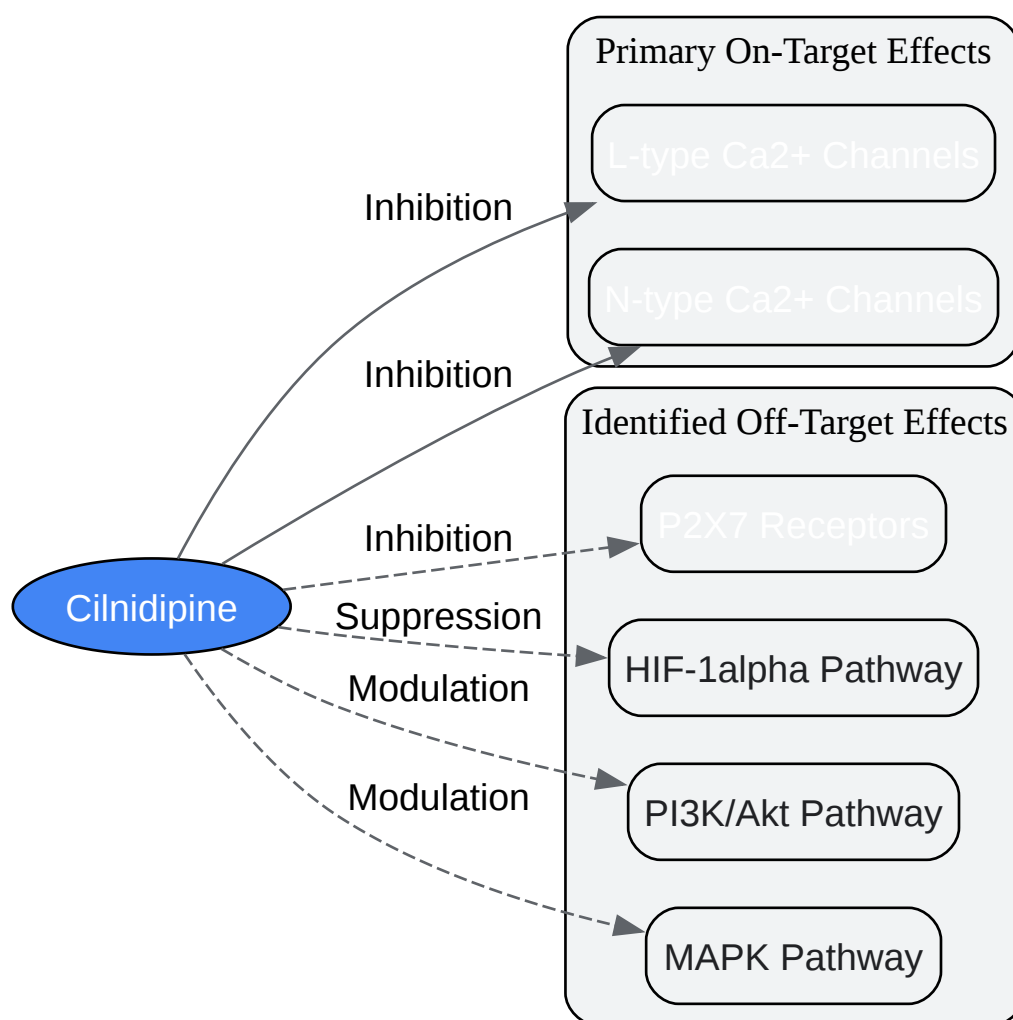 Primary On-Target Effects
L-type Ca2+ Channels
Inhibition
N-type Ca2+ Channels
Inhibition
Identified Off-Target Effects
P2X7 Receptors
Inhibition
Cilnidipine
Suppression
HIF-1alpha Pathway
Modulation
PI3K/Akt Pathway
Modulation
MAPK Pathway